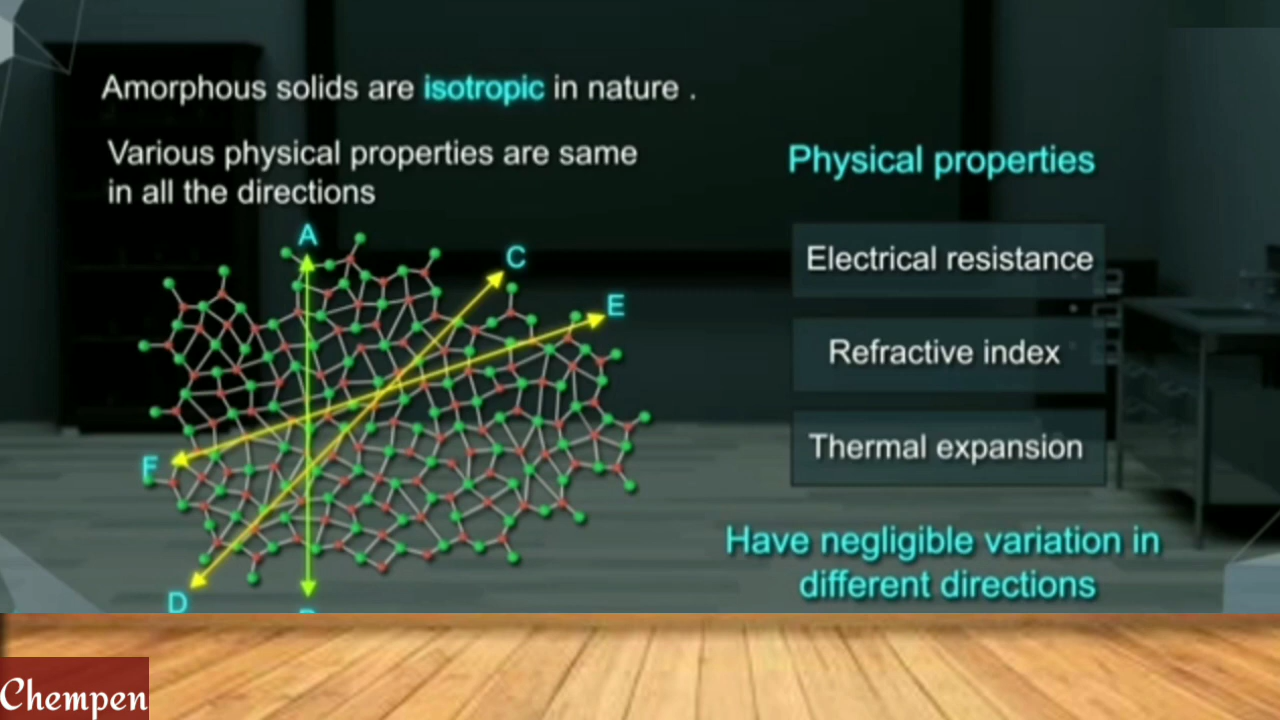 Amorphous solids are isotropic in nature .
Various physical properties are same
in all the directions
Physical properties
Electrical resistance
Refractive index
Thermal expansion
Have negligible variation in
different directions
A
C
E
F
D
Chempen